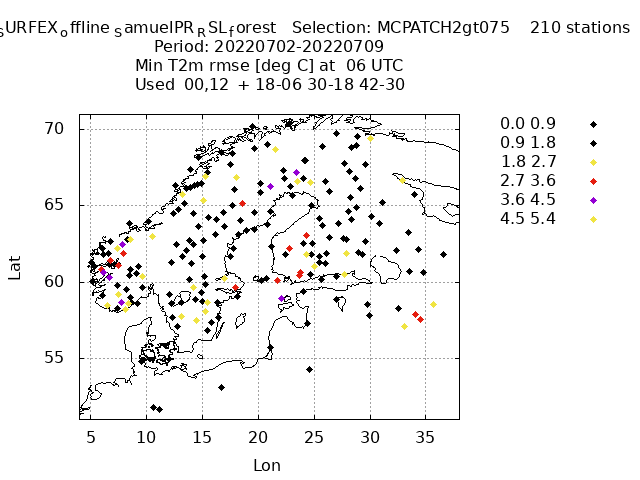 SURFEX offline SamuelPR RSL forest Selection: MCPATCH2gt075 210 stations
Period: 20220702-20220709
Min T2m rmse [deg C] at 06 UTC
Used 00,12 + 18-06 30-18 42-30
0.0 0.9
0.9 1.8
1.8 2.7
2.7 3.6
3.6 4.5
4.5 5.4
70
65
60
55
Lat
5 10 15 20 25 30 35
Lon